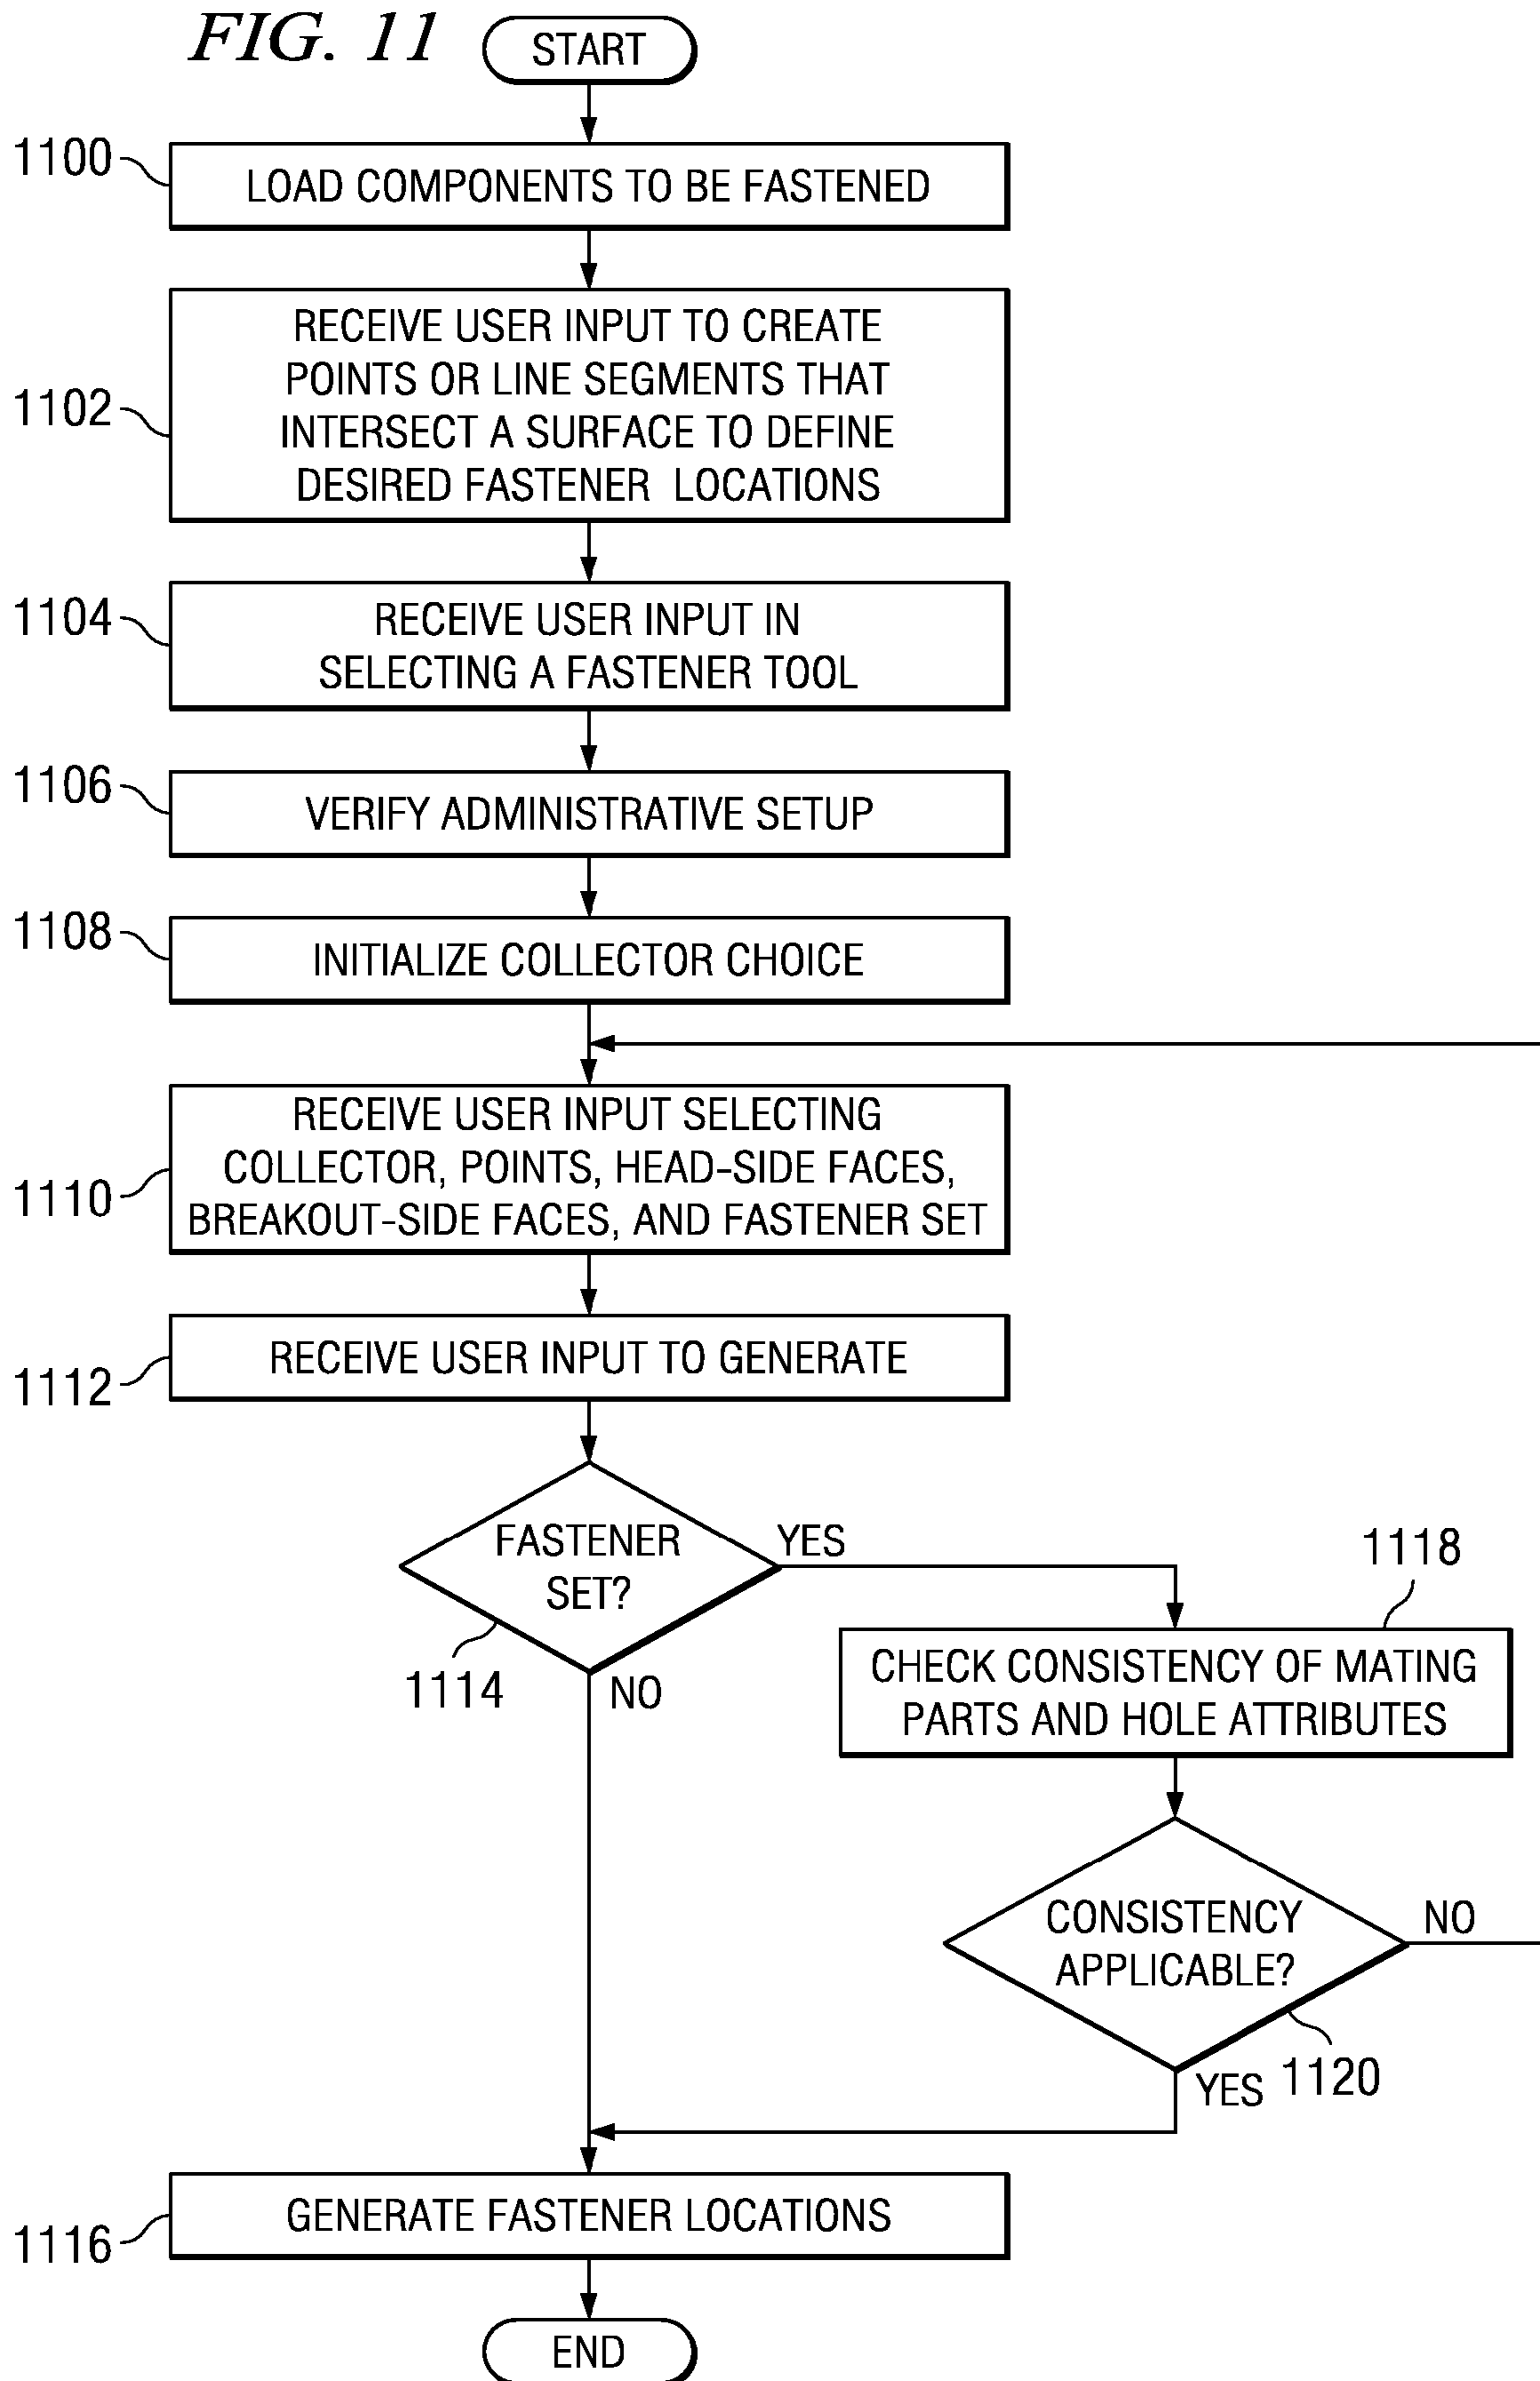 FIG. 11
START
1100
LOAD COMPONENTS TO BE FASTENED
RECEIVE USER INPUT TO CREATE
POINTS OR LINE SEGMENTS THAT
INTERSECT A SURFACE TO DEFINE
DESIRED FASTENER LOCATIONS
1102
1104
RECEIVE USER INPUT IN
SELECTING A FASTENER TOOL
1106
VERIFY ADMINISTRATIVE SETUP
1108
INITIALIZE COLLECTOR CHOICE
RECEIVE USER INPUT SELECTING
COLLECTOR, POINTS, HEAD-SIDE FACES,
BREAKOUT-SIDE FACES, AND FASTENER SET
1110
RECEIVE USER INPUT TO GENERATE
1112
FASTENER
SET?
YES
1114
NO
1118
CHECK CONSISTENCY OF MATING
PARTS AND HOLE ATTRIBUTES
CONSISTENCY
APPLICABLE?
NO
YES
1120
GENERATE FASTENER LOCATIONS
1116
END